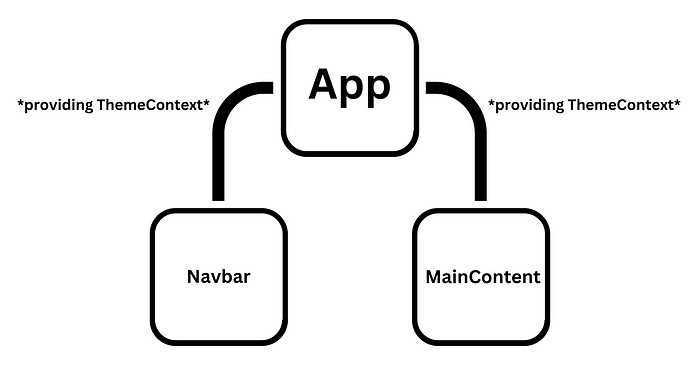 App
*providing ThemeContext*
*providing ThemeContext*
Navbar
MainContent